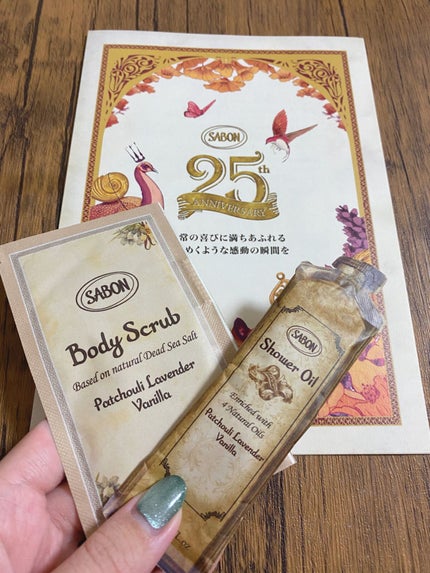 SABON
25th
ANNIVERSARY
常の喜びに満ちあふれる
めくような感動の瞬間を
SABON
Body Scrub
Based on natural Dead Sea Salt
Patchouli Lavender
Vanilla
SABON
Shower Oil
Enriched with
4 Natural Oils
Patchouli Lavender
Vanilla